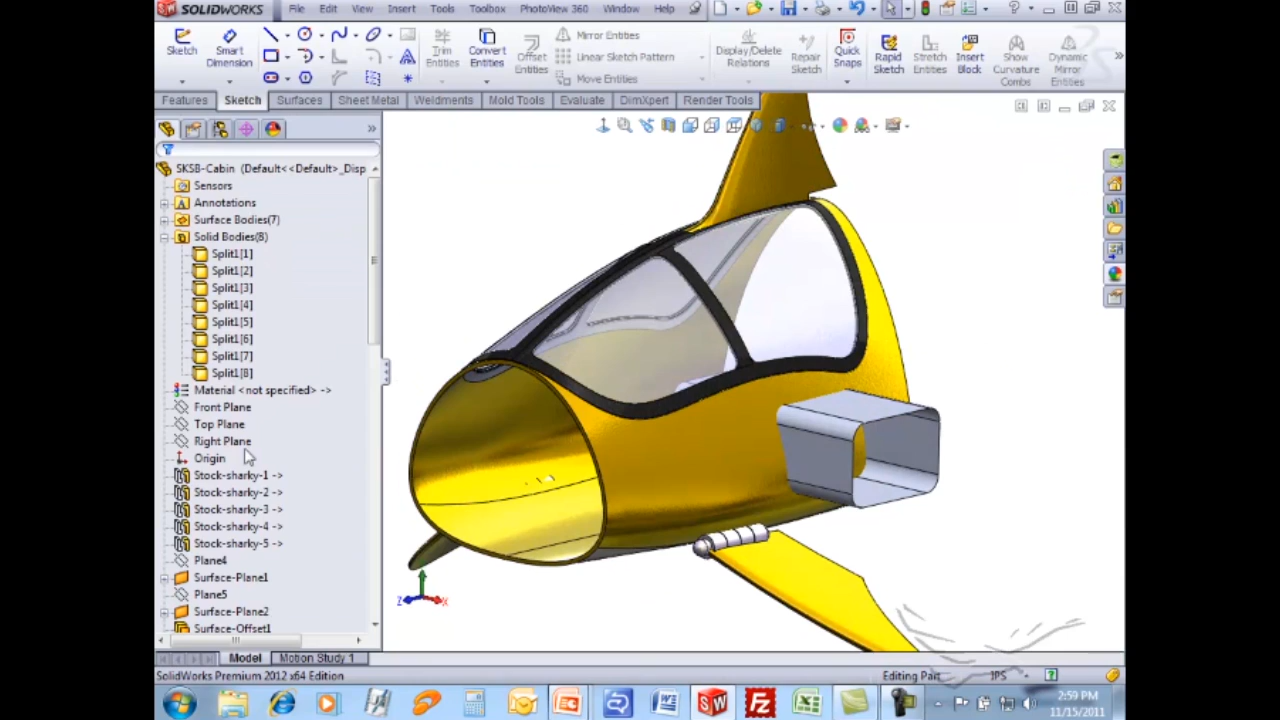 SOLIDWORKS File Edit View Insert Tools Toolbox PhotoView 360 Window Help
Sketch Smart Dimension Trim Entities Convert Entities Offset Entities Mirror Entities Linear Sketch Pattern Move Entities Display/Delete Relations Repair Sketch Quick Snaps Rapid Sketch Stretch Entities Insert Block Show Curvature Combs Dynamic Mirror Entities
Features Sketch Surfaces Sheet Metal Weldments Mold Tools Evaluate DimXpert Render Tools
SKSB-Cabin (Default<<Default>_Disp
Sensors
Annotations
Surface Bodies(7)
Solid Bodies(8)
Split1[1]
Split1[2]
Split1[3]
Split1[4]
Split1[5]
Split1[6]
Split1[7]
Split1[8]
Material <not specified> ->
Front Plane
Top Plane
Right Plane
Origin
Stock-sharky-1 ->
Stock-sharky-2 ->
Stock-sharky-3 ->
Stock-sharky-4 ->
Stock-sharky-5 ->
Plane4
Surface-Plane1
Plane5
Surface-Plane2
Surface-Offset1
Z X
Model Motion Study 1
SolidWorks Premium 2012 x64 Edition Editing Part IPS
2:59 PM
11/15/2011